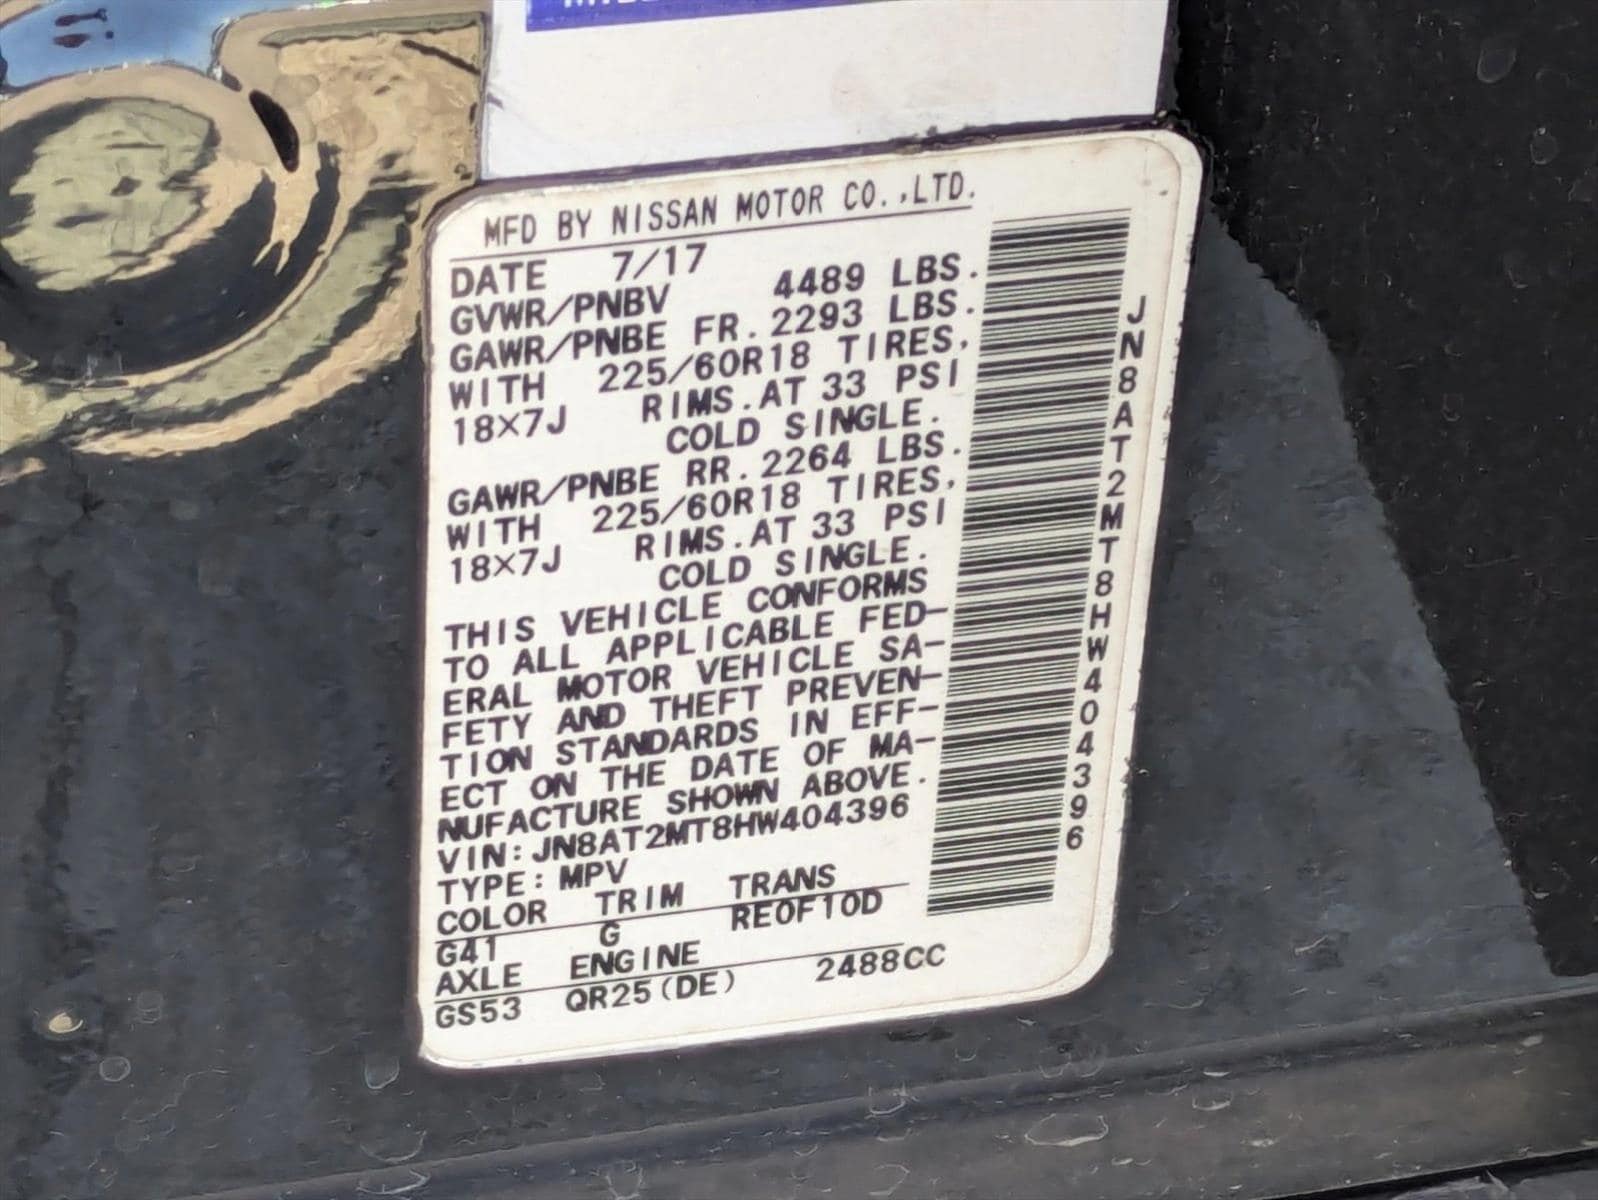 MFD BY NISSAN MOTOR CO.,LTD.
DATE 7/17
GVWR/PNBV 4489 LBS.
GAWR/PNBE FR. 2293 LBS.
WITH 225/60R18 TIRES,
18×7J RIMS.AT 33 PSI
COLD SINGLE.
GAWR/PNBE RR. 2264 LBS.
WITH 225/60R18 TIRES,
18×7J RIMS.AT 33 PSI
COLD SINGLE.
THIS VEHICLE CONFORMS
TO ALL APPLICABLE FED-
ERAL MOTOR VEHICLE SA-
FETY AND THEFT PREVEN-
TION STANDARDS IN EFF-
ECT ON THE DATE OF MA-
NUFACTURE SHOWN ABOVE.
VIN: JN8AT2MT8HW404396
TYPE: MPV
COLOR TRIM TRANS
G41 G RE0F10D
AXLE ENGINE
GS53 QR25(DE) 2488CC
JN8AT2MT8HW404396